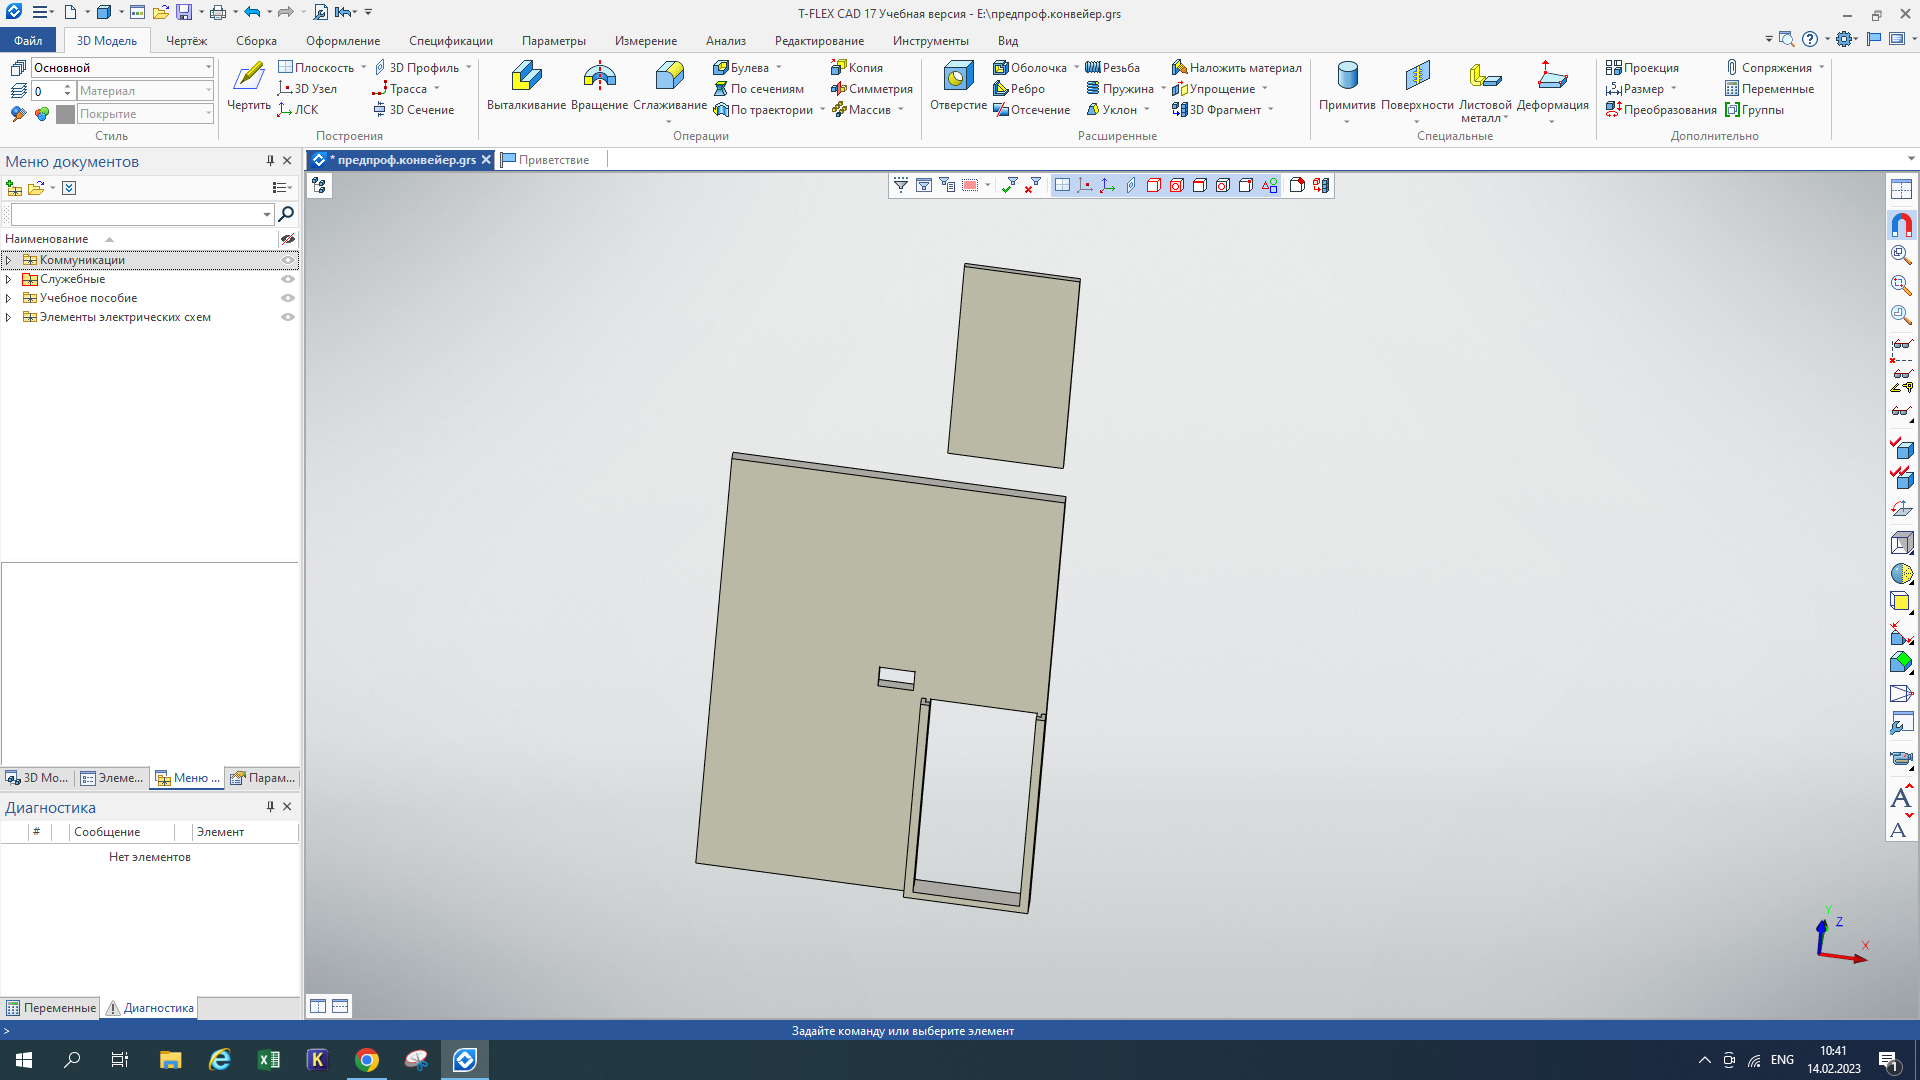 T-FLEX CAD 17 Учебная версия - E:\предпроф.конвейер.grs
Файл 3D Модель Чертёж Сборка Оформление Спецификации Параметры Измерение Анализ Редактирование Инструменты Вид
Основной
0 Материал
Покрытие
Стиль
Чертить
Плоскость
3D Узел
ЛСК
3D Профиль
Трасса
3D Сечение
Построения
Выталкивание
Вращение
Сглаживание
Булева
По сечениям
По траектории
Копия
Симметрия
Массив
Операции
Отверстие
Оболочка
Ребро
Отсечение
Резьба
Пружина
Уклон
Наложить материал
Упрощение
3D Фрагмент
Расширенные
Примитив
Поверхности
Листовой
металл
Деформация
Специальные
Проекция
Размер
Преобразования
Сопряжения
Переменные
Группы
Дополнительно
Меню документов
* предпроф.конвейер.grs
Приветствие
Наименование
Коммуникации
Служебные
Учебное пособие
Элементы электрических схем
3D Мо... Элеме... Меню ... Парам...
Диагностика
# Сообщение Элемент
Нет элементов
Переменные Диагностика
Y
Z
X
A
A
> Задайте команду или выберите элемент
K
ENG
10:41
14.02.2023
1